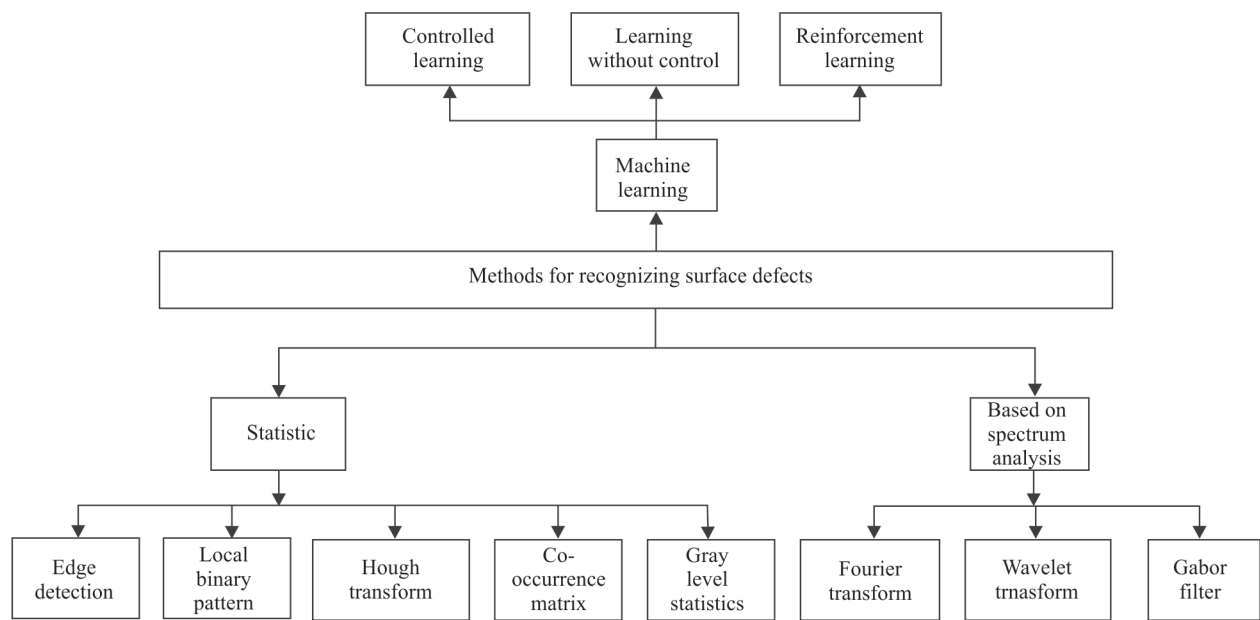 Controlled
learning
Learning
without control
Reinforcement
learning
Machine
learning
Methods for recognizing surface defects
Statistic
Based on
spectrum
analysis
Edge
detection
Local
binary
pattern
Hough
transform
Co-
occurrence
matrix
Gray
level
statistics
Fourier
transform
Wavelet
trnasform
Gabor
filter